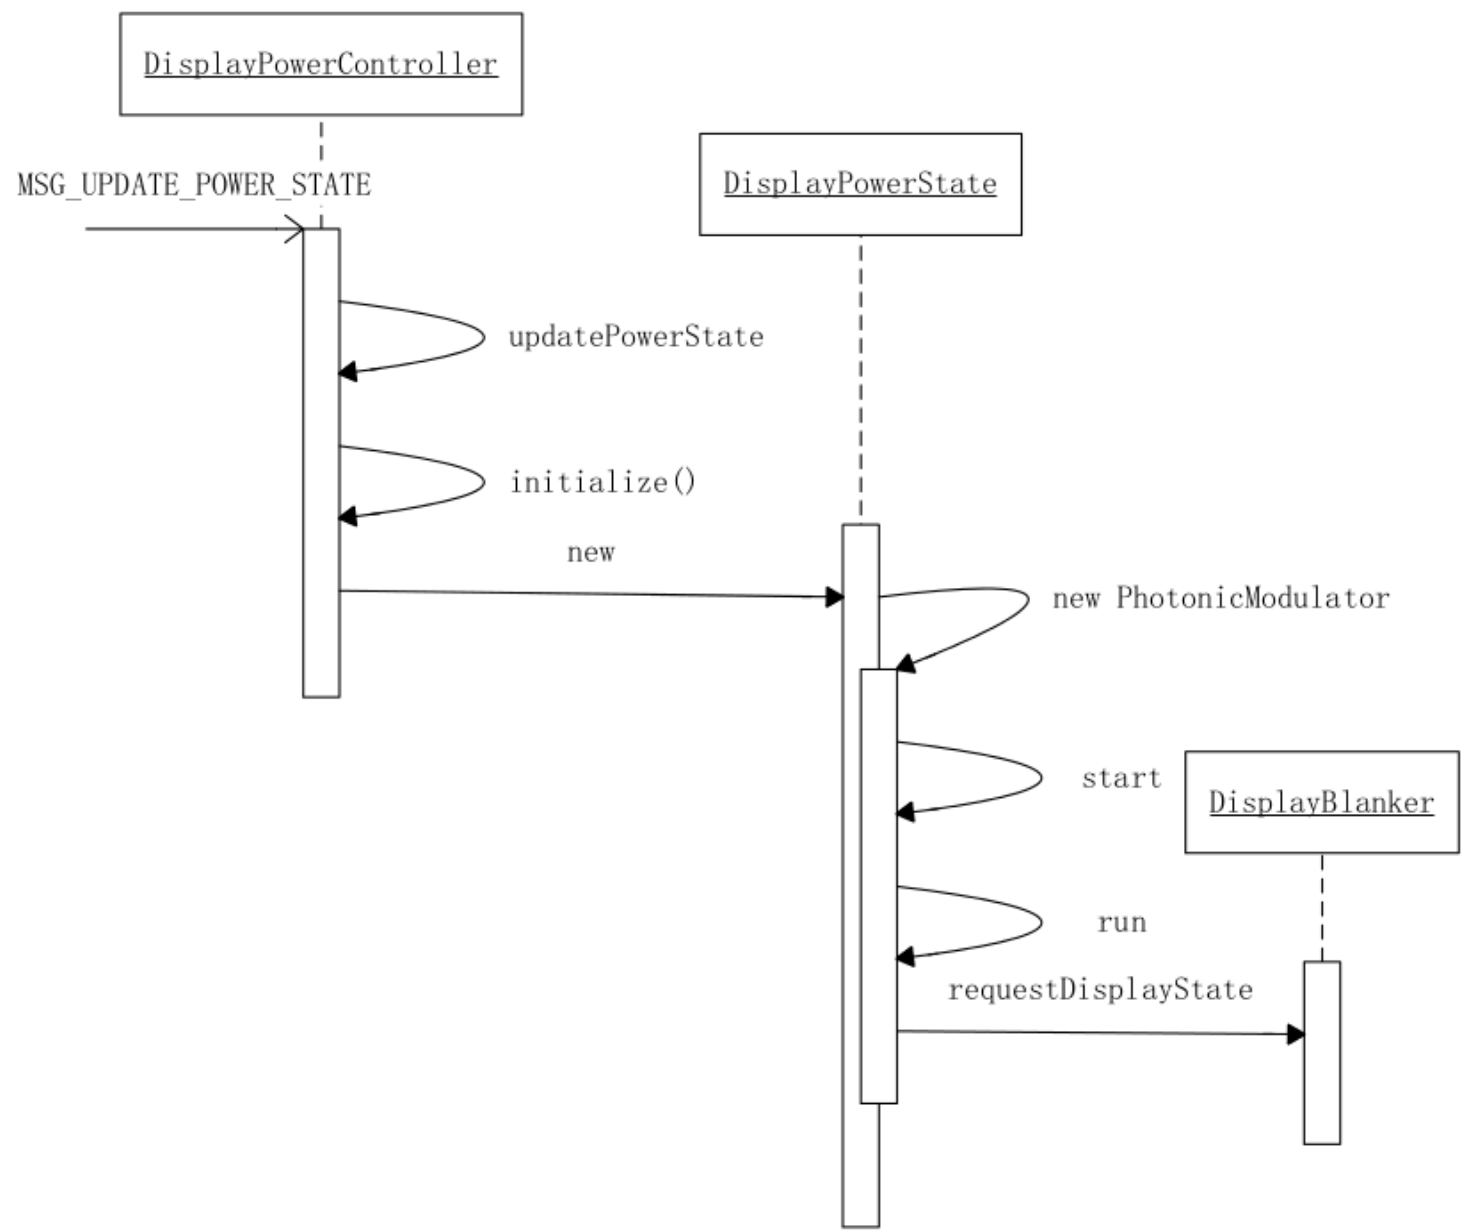 DisplayPowerController
MSG_UPDATE_POWER_STATE
DisplayPowerState
updatePowerState
initialize()
new
new PhotonicModulator
start
DisplayBlanker
run
requestDisplayState